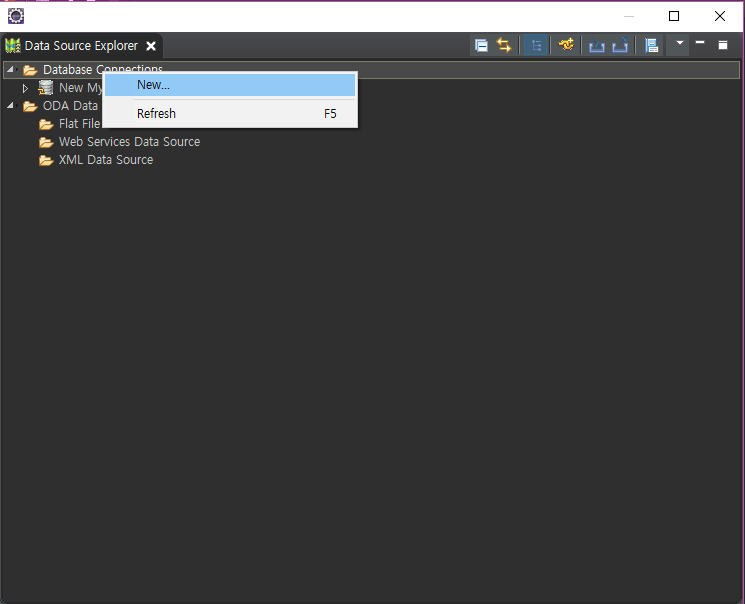 Data Source Explorer
Database Connections
New...
New My
ODA Data
Refresh F5
Flat File
Web Services Data Source
XML Data Source